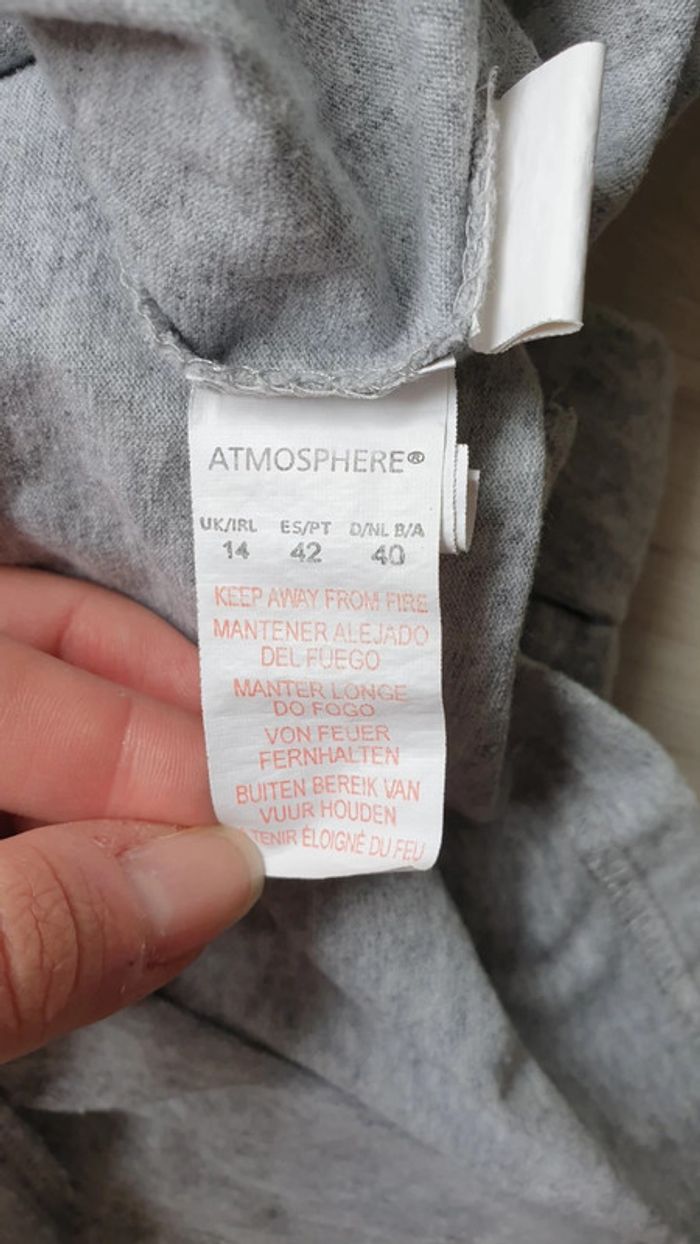 ATMOSPHERE®
UK/IRL ES/PT D/NL B/A
14 42 40
KEEP AWAY FROM FIRE
MANTENER ALEJADO
DEL FUEGO
MANTER LONGE
DO FOGO
VON FEUER
FERNHALTEN
BUITEN BEREIK VAN
VUUR HOUDEN
TENIR ÉLOIGNÉ DU FEU